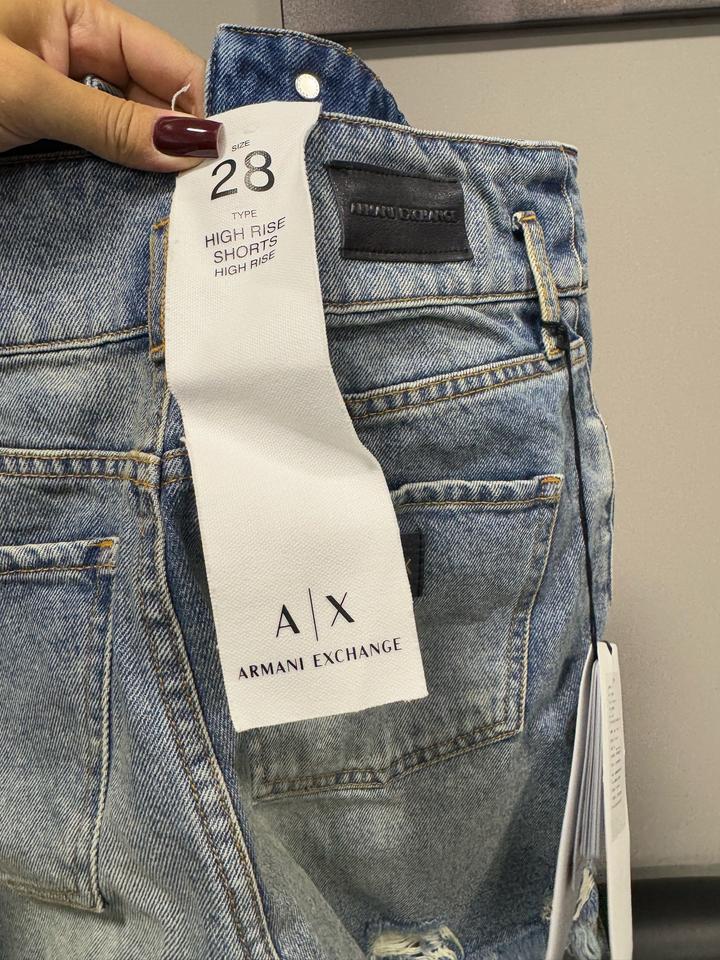 SIZE
28
TYPE
HIGH RISE
SHORTS
HIGH RISE
ARMANI EXCHANGE
X
A|X
ARMANI EXCHANGE